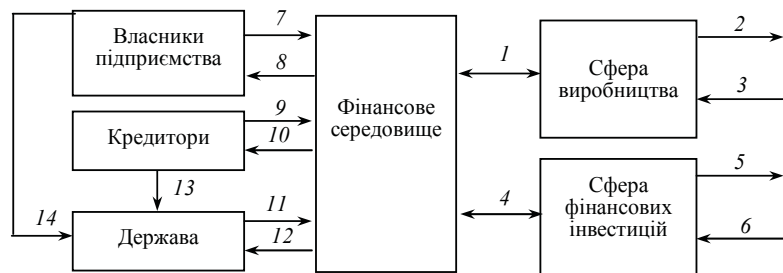 Власники
підприємства
7
8
Кредитори
9
10
13
Держава
11
12
14
Фінансове
середовище
1
4
Сфера
виробництва
2
3
Сфера
фінансових
інвестицій
5
6